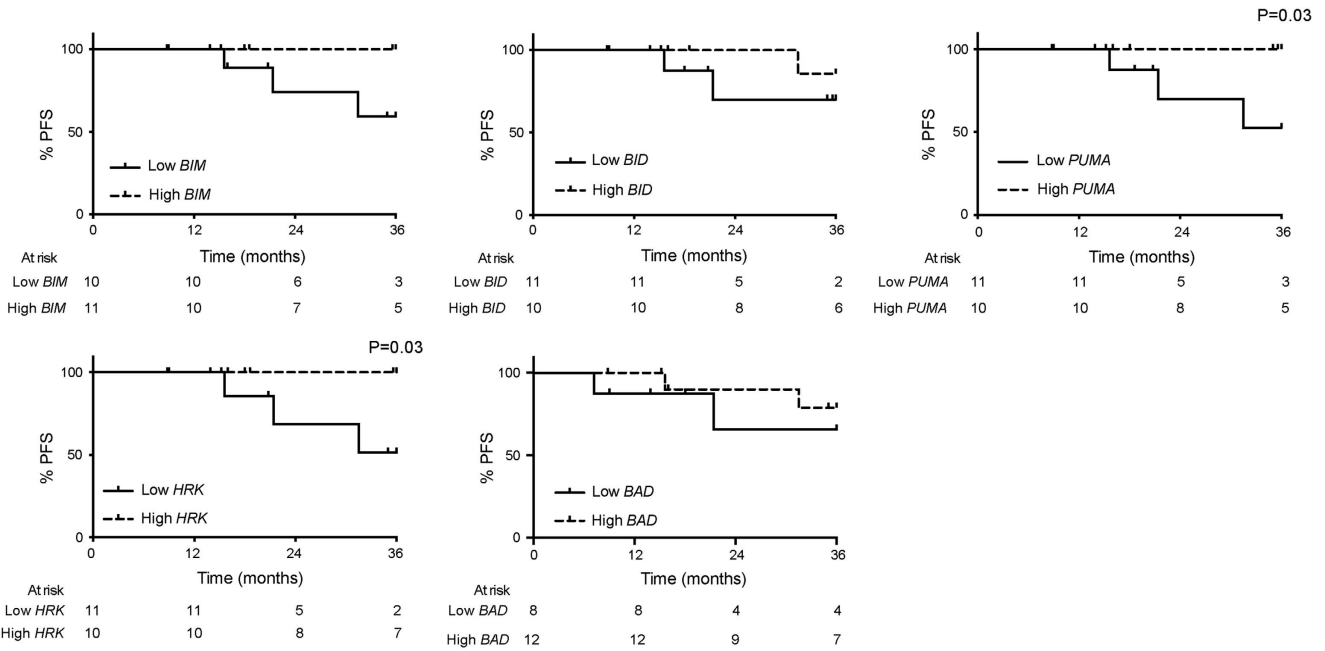 P=0.03
100
50
0
% PFS
Low BIM
High BIM
0 12 24 36
Time (months)
At risk
Low BIM 10 10 6 3
High BIM 11 10 7 5
100
50
0
% PFS
Low BID
High BID
0 12 24 36
Time (months)
At risk
Low BID 11 11 5 2
High BID 10 10 8 6
100
50
0
% PFS
Low PUMA
High PUMA
0 12 24 36
Time (months)
At risk
Low PUMA 11 11 5 3
High PUMA 10 10 8 5
P=0.03
100
50
0
% PFS
Low HRK
High HRK
0 12 24 36
Time (months)
At risk
Low HRK 11 11 5 2
High HRK 10 10 8 7
100
50
0
% PFS
Low BAD
High BAD
0 12 24 36
Time (months)
At risk
Low BAD 8 8 4 4
High BAD 12 12 9 7